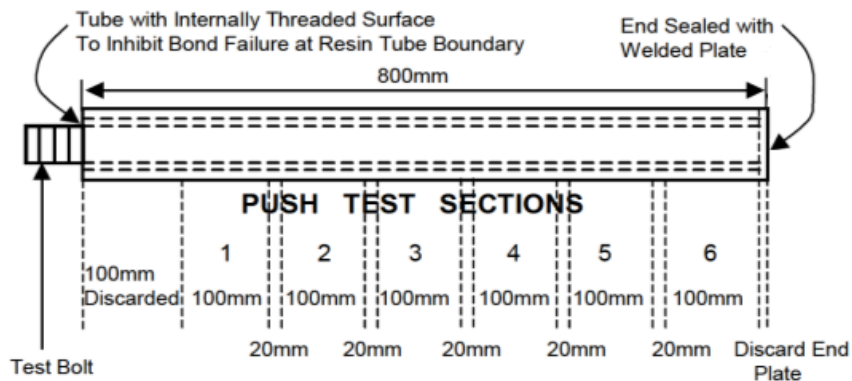 Tube with Internally Threaded Surface
To Inhibit Bond Failure at Resin Tube Boundary
End Sealed with
Welded Plate
800mm
PUSH TEST SECTIONS
1 2 3 4 5 6
100mm
Discarded 100mm 100mm 100mm 100mm 100mm 100mm
20mm 20mm 20mm 20mm 20mm Discard End
Plate
Test Bolt